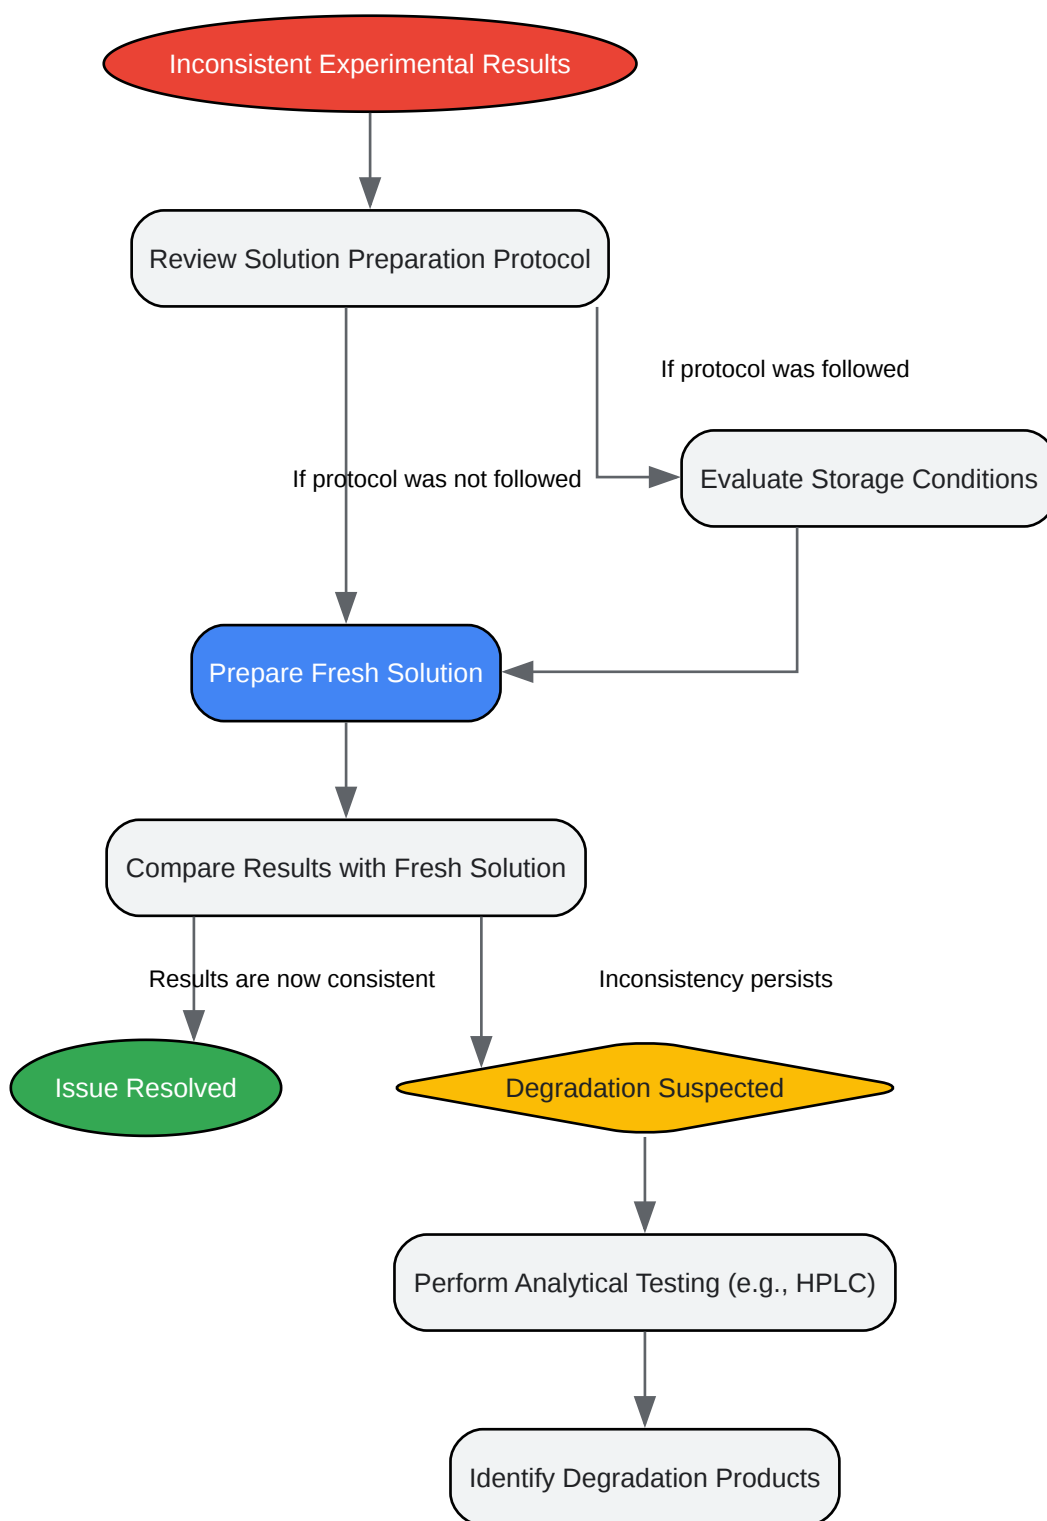 Inconsistent Experimental Results
Review Solution Preparation Protocol
If protocol was followed
If protocol was not followed
Evaluate Storage Conditions
Prepare Fresh Solution
Compare Results with Fresh Solution
Results are now consistent
Inconsistency persists
Issue Resolved
Degradation Suspected
Perform Analytical Testing (e.g., HPLC)
Identify Degradation Products